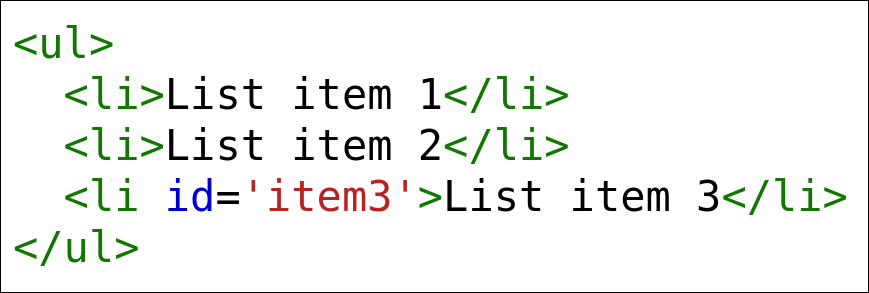 <ul>
  <li>List item 1</li>
  <li>List item 2</li>
  <li id='item3'>List item 3</li>
</ul>